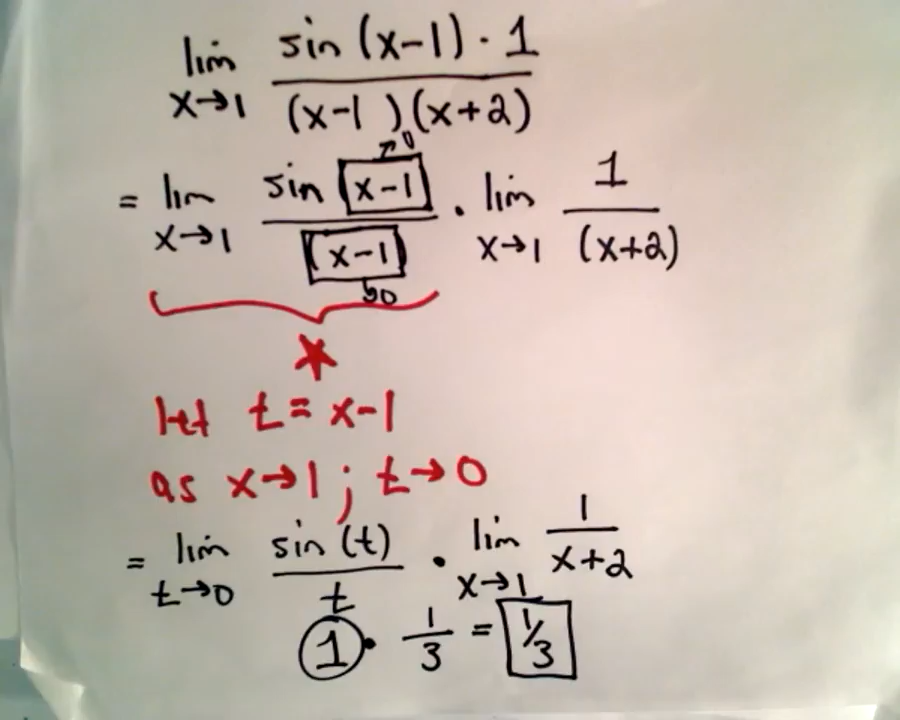 lim sin (x-1) · 1
x→1 (x-1)(x+2)
= lim sin (x-1) →0 · lim 1
x→1 (x-1) →0 x→1 (x+2)
★
let t = x-1
as x→1 ; t→0
= lim sin (t) · lim 1
t→0 t x→1 x+2
1 · 1/3 = 1/3